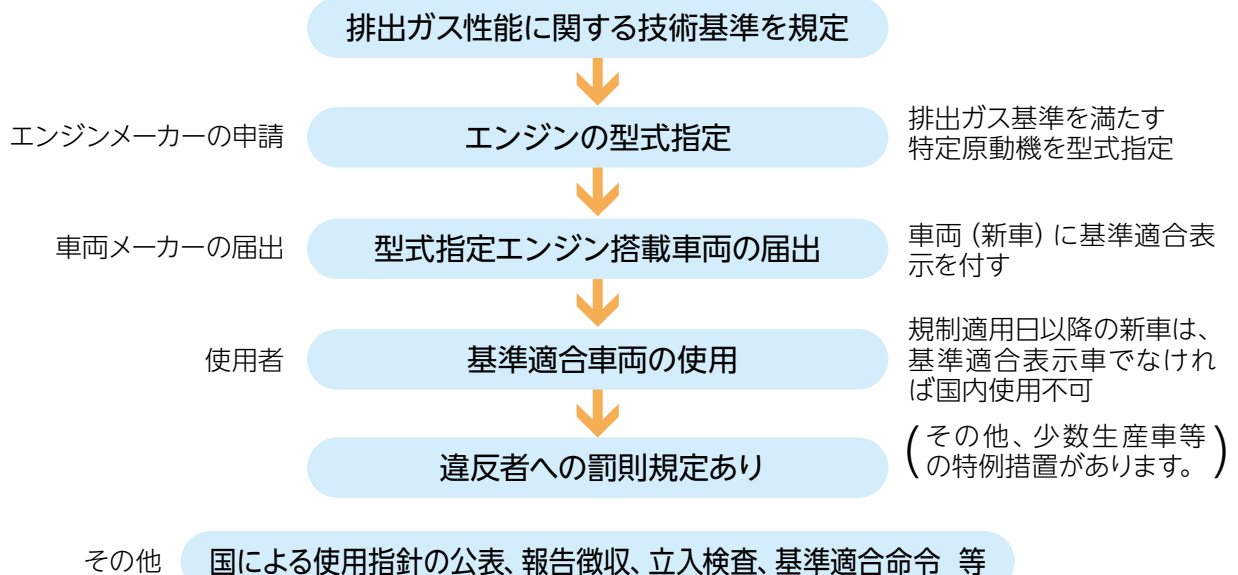 排出ガス性能に関する技術基準を規定
エンジンメーカーの申請
エンジンの型式指定
排出ガス基準を満たす
特定原動機を型式指定
車両メーカーの届出
型式指定エンジン搭載車両の届出
車両（新車）に基準適合表
示を付す
使用者
基準適合車両の使用
規制適用日以降の新車は、
基準適合表示車でなけれ
ば国内使用不可
違反者への罰則規定あり
（その他、少数生産車等
の特例措置があります。）
その他
国による使用指針の公表、報告徴収、立入検査、基準適合命令　等